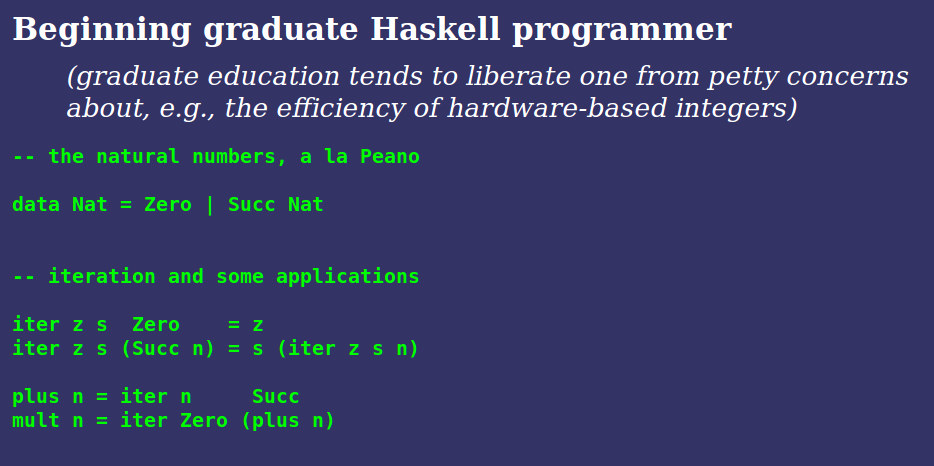 Beginning graduate Haskell programmer
(graduate education tends to liberate one from petty concerns
about, e.g., the efficiency of hardware-based integers)
-- the natural numbers, a la Peano
data Nat = Zero | Succ Nat
-- iteration and some applications
iter z s  Zero    = z
iter z s (Succ n) = s (iter z s n)
plus n = iter n     Succ
mult n = iter Zero (plus n)